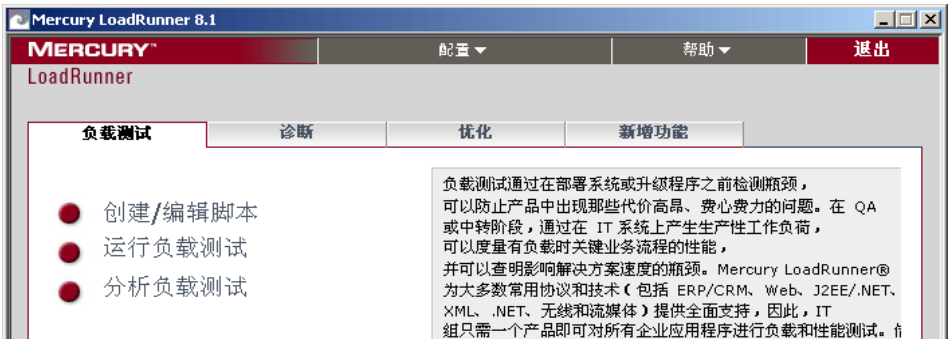 Mercury LoadRunner 8.1
MERCURY™
配置
帮助
退出
LoadRunner
负载测试
诊断
优化
新增功能
创建/编辑脚本
运行负载测试
分析负载测试
负载测试通过在部署系统或升级程序之前检测瓶颈，
可以防止产品中出现那些代价高昂、费心费力的问题。在 QA
或中转阶段，通过在 IT 系统上产生生产性工作负荷，
可以度量有负载时关键业务流程的性能，
并可以查明影响解决方案速度的瓶颈。Mercury LoadRunner®
为大多数常用协议和技术（包括 ERP/CRM、Web、J2EE/.NET、
XML、.NET、无线和流媒体）提供全面支持，因此，IT
组只需一个产品即可对所有企业应用程序进行负载和性能测试。